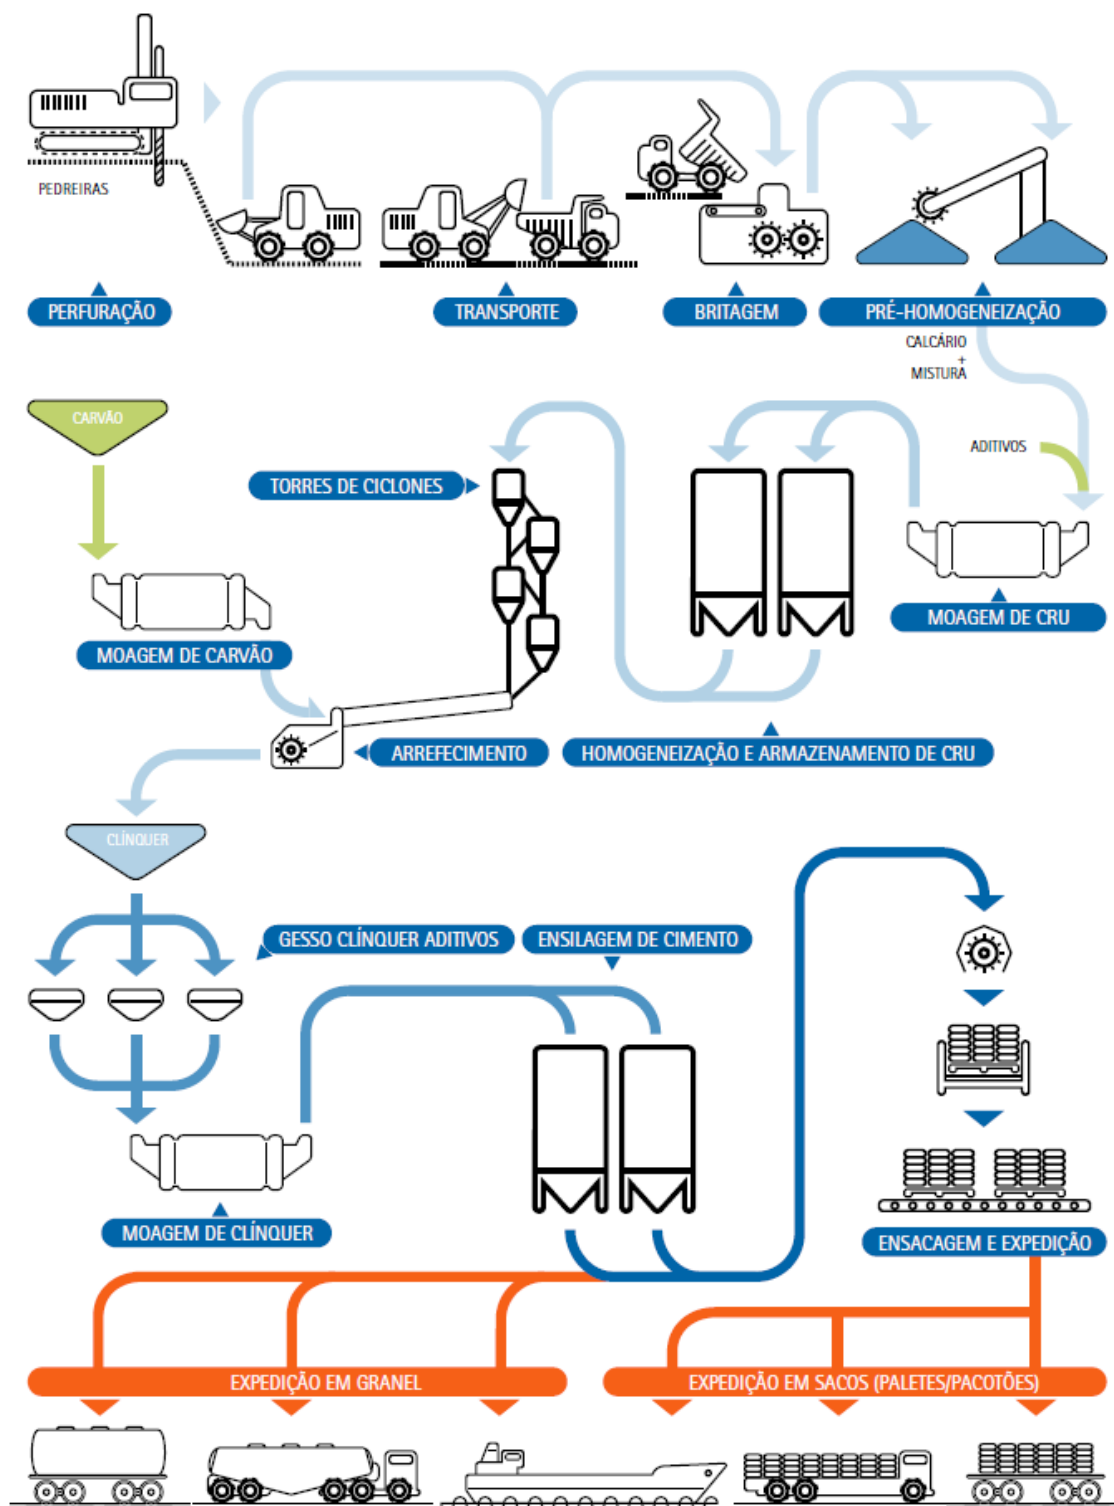 PEDREIRAS
PERFURAÇÃO
TRANSPORTE
BRITAGEM
PRÉ-HOMOGENEIZAÇÃO
CALCÁRIO
+
MISTURA
CARVÃO
ADITIVOS
TORRES DE CICLONES
MOAGEM DE CRU
MOAGEM DE CARVÃO
ARREFECIMENTO
HOMOGENEIZAÇÃO E ARMAZENAMENTO DE CRU
CLÍNQUER
GESSO CLÍNQUER ADITIVOS
ENSILAGEM DE CIMENTO
MOAGEM DE CLÍNQUER
ENSACAGEM E EXPEDIÇÃO
EXPEDIÇÃO EM GRANEL
EXPEDIÇÃO EM SACOS (PALETES/PACOTÕES)